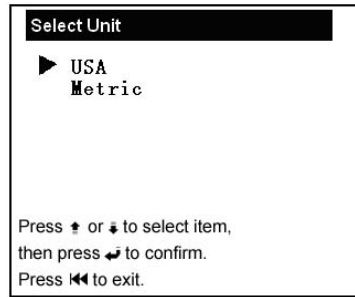 Select Unit
▶ USA
Metric
Press ⬆ or ⬇ to select item,
then press ↵ to confirm.
Press ⏮ to exit.